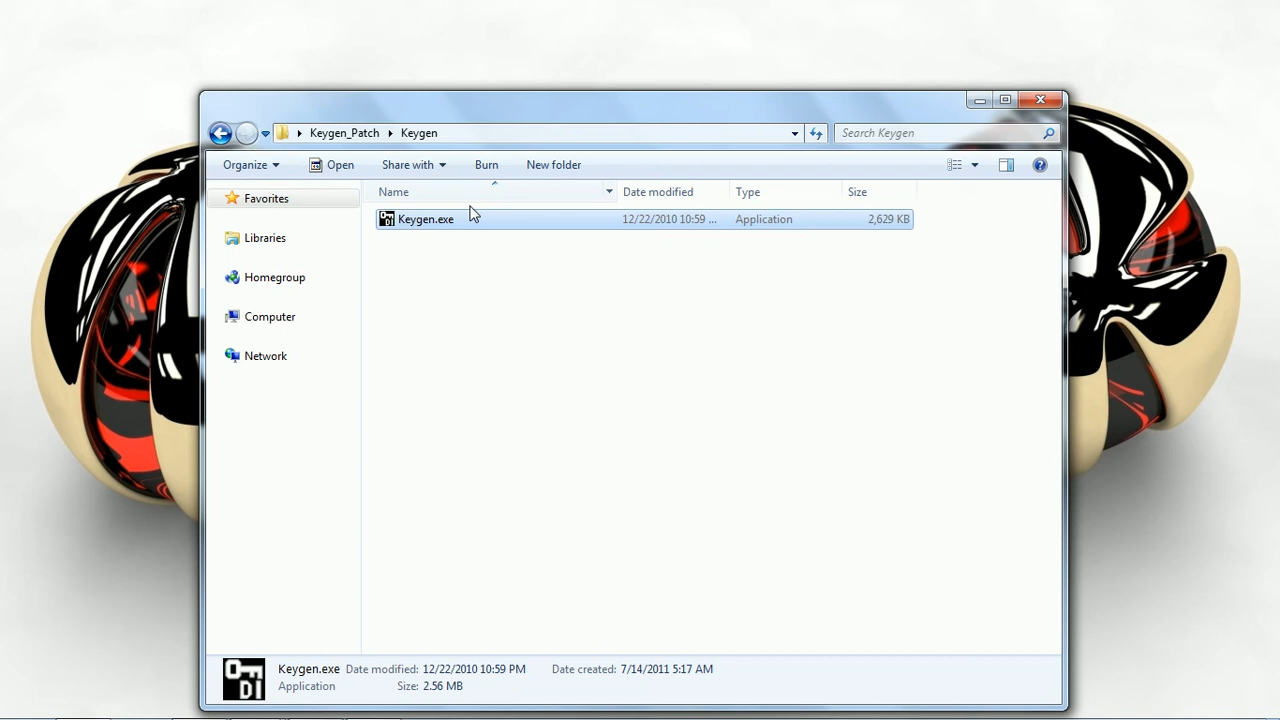 Keygen_Patch Keygen Search Keygen
Organize Open Share with Burn New folder
Name Date modified Type Size
Favorites
Keygen.exe 12/22/2010 10:59 ... Application 2,629 KB
Libraries
Homegroup
Computer
Network
Keygen.exe Date modified: 12/22/2010 10:59 PM Date created: 7/14/2011 5:17 AM
Application Size: 2.56 MB